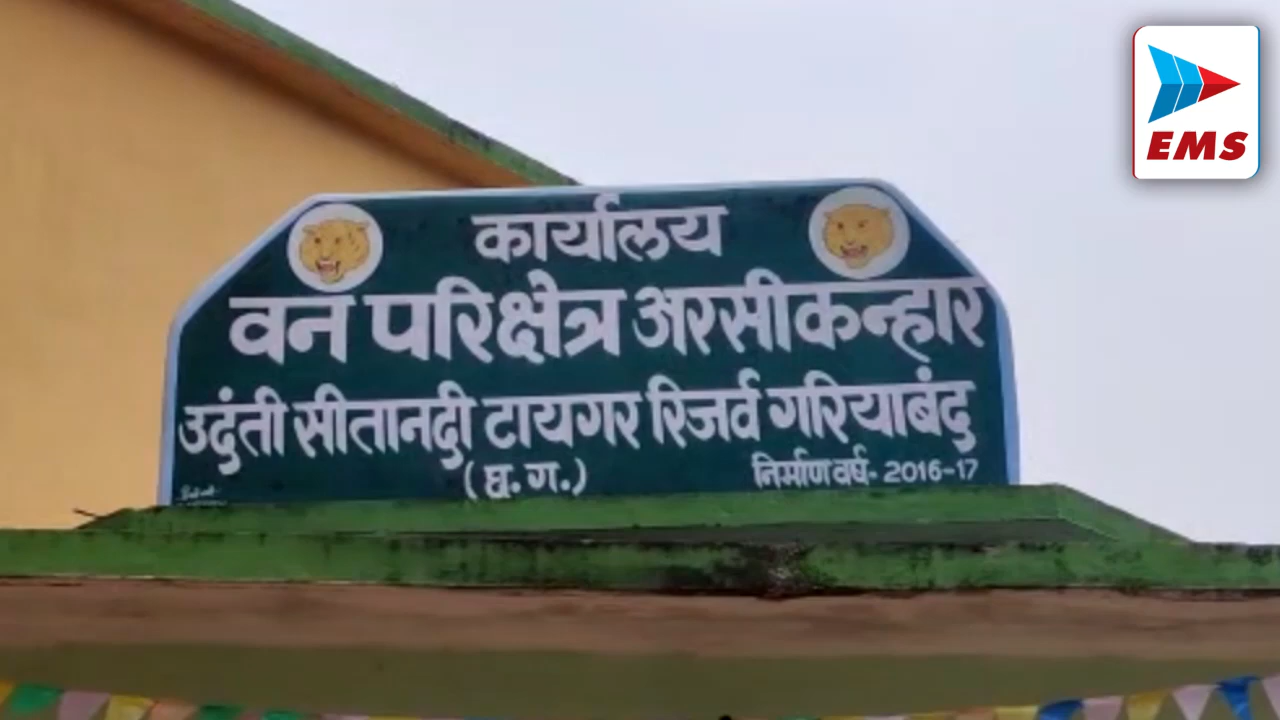 EMS
कार्यालय
वन परिक्षेत्र अरसीकन्हार
उदंती सीतानदी टायगर रिजर्व गरियाबंद
(छ. ग.) निर्माण वर्ष- 2016-17